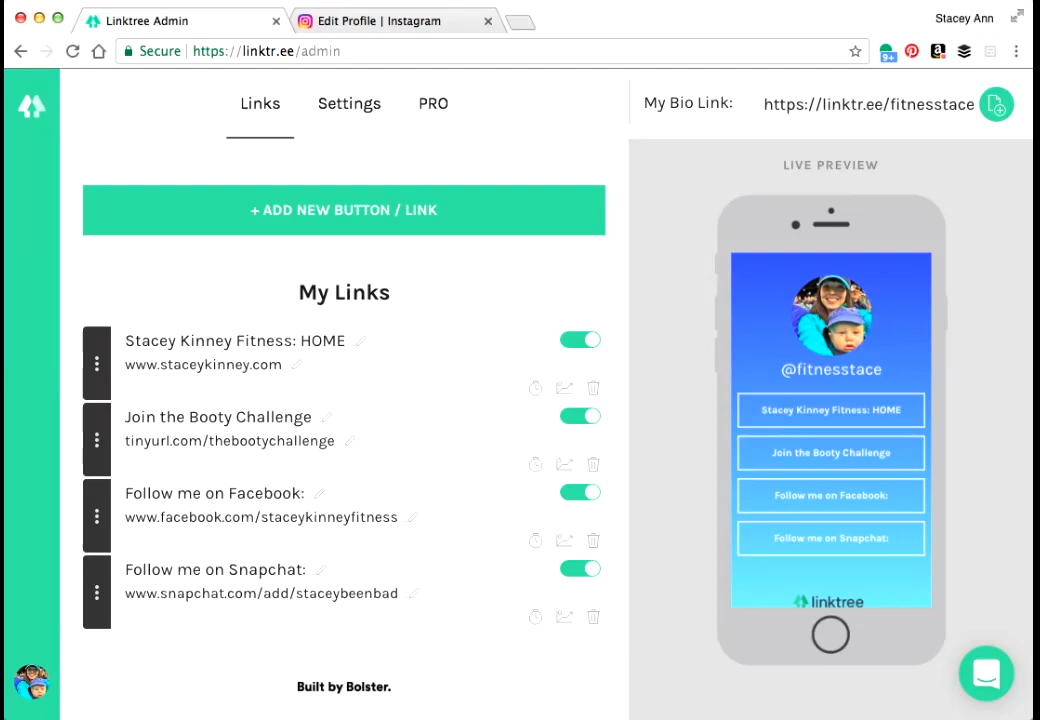 Linktree Admin
Edit Profile | Instagram
Stacey Ann
Secure | https://linktr.ee/admin
9+
Links Settings PRO
My Bio Link: https://linktr.ee/fitnesstace
LIVE PREVIEW
+ ADD NEW BUTTON / LINK
My Links
Stacey Kinney Fitness: HOME
www.staceykinney.com
Join the Booty Challenge
tinyurl.com/thebootychallenge
Follow me on Facebook:
www.facebook.com/staceykinneyfitness
Follow me on Snapchat:
www.snapchat.com/add/staceybeenbad
Built by Bolster.
@fitnesstace
Stacey Kinney Fitness: HOME
Join the Booty Challenge
Follow me on Facebook:
Follow me on Snapchat:
linktree